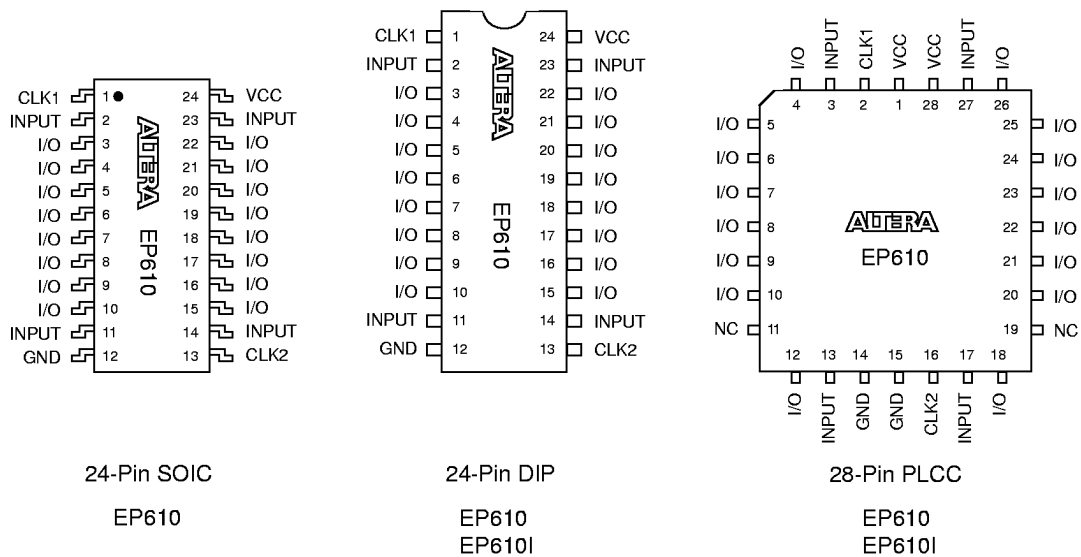 CLK1 1 24 VCC
INPUT 2 23 INPUT
I/O 3 22 I/O
I/O 4 21 I/O
I/O 5 20 I/O
I/O 6 19 I/O
I/O 7 18 I/O
I/O 8 17 I/O
I/O 9 16 I/O
I/O 10 15 I/O
INPUT 11 14 INPUT
GND 12 13 CLK2
ALTERA
EP610
24-Pin SOIC
EP610
CLK1 1 24 VCC
INPUT 2 23 INPUT
I/O 3 22 I/O
I/O 4 21 I/O
I/O 5 20 I/O
I/O 6 19 I/O
I/O 7 18 I/O
I/O 8 17 I/O
I/O 9 16 I/O
I/O 10 15 I/O
INPUT 11 14 INPUT
GND 12 13 CLK2
ALTERA
EP610
24-Pin DIP
EP610
EP610I
I/O INPUT CLK1 VCC VCC INPUT I/O
4 3 2 1 28 27 26
I/O 5 25 I/O
I/O 6 24 I/O
I/O 7 23 I/O
I/O 8 22 I/O
I/O 9 21 I/O
I/O 10 20 I/O
NC 11 19 NC
ALTERA
EP610
12 13 14 15 16 17 18
I/O INPUT GND GND CLK2 INPUT I/O
28-Pin PLCC
EP610
EP610I